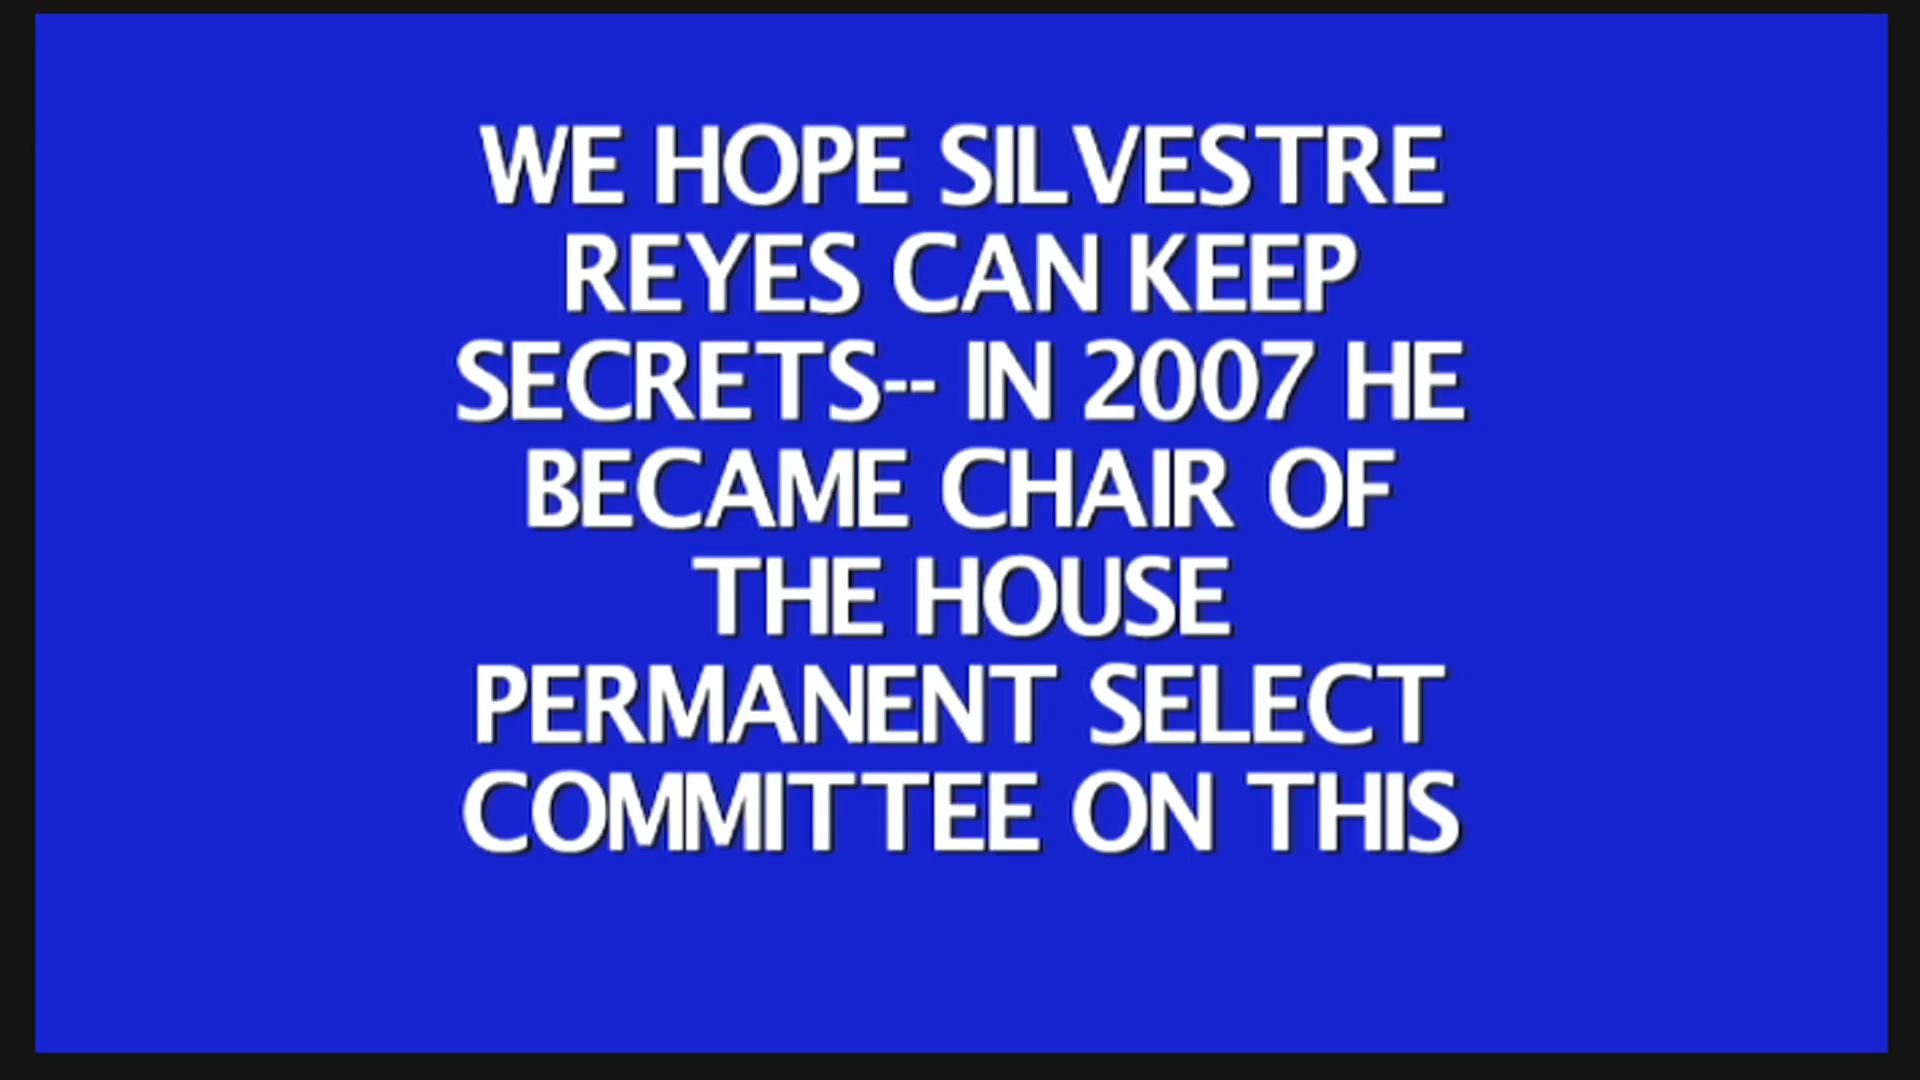 WE HOPE SILVESTRE
REYES CAN KEEP
SECRETS-- IN 2007 HE
BECAME CHAIR OF
THE HOUSE
PERMANENT SELECT
COMMITTEE ON THIS